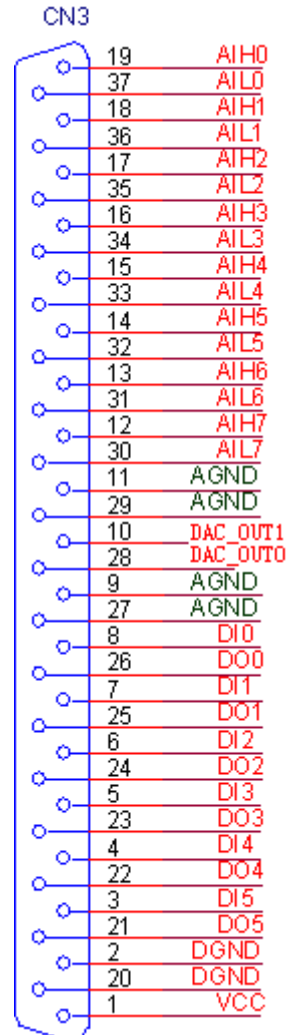 CN3
19 AIH0
37 AIL0
18 AIH1
36 AIL1
17 AIH2
35 AIL2
16 AIH3
34 AIL3
15 AIH4
33 AIL4
14 AIH5
32 AIL5
13 AIH6
31 AIL6
12 AIH7
30 AIL7
11 AGND
29 AGND
10 DAC_OUT1
28 DAC_OUT0
9 AGND
27 AGND
8 DI0
26 DO0
7 DI1
25 DO1
6 DI2
24 DO2
5 DI3
23 DO3
4 DI4
22 DO4
3 DI5
21 DO5
2 DGND
20 DGND
1 VCC